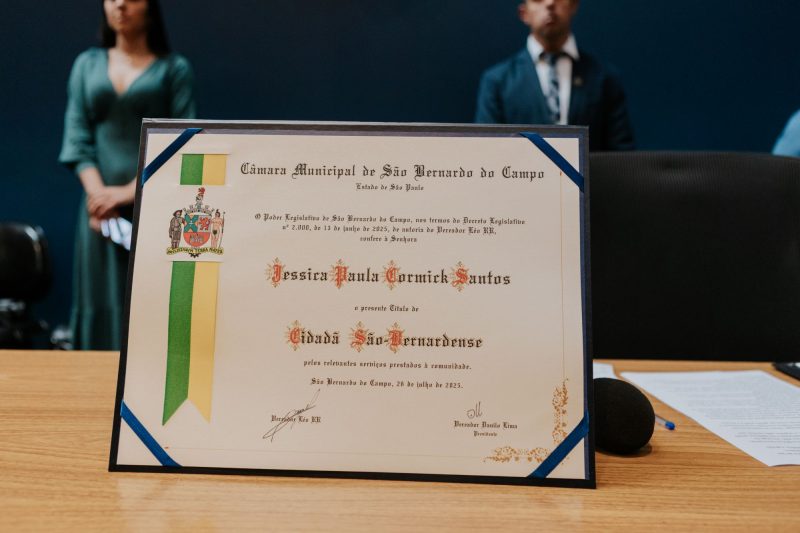 Câmara Municipal de São Bernardo do Campo
Estado de São Paulo
O Poder Legislativo de São Bernardo do Campo, nos termos do Decreto Legislativo
nº 2.000, de 13 de junho de 2025, de autoria do Vereador Léo RR,
confere à Senhora
Jessica Paula Cormick Santos
o presente Título de
Cidadã São-Bernardense
pelos relevantes serviços prestados à comunidade.
São Bernardo do Campo, 26 de julho de 2025.
Vereador Léo RR
Vereador Danilo Lima
Presidente